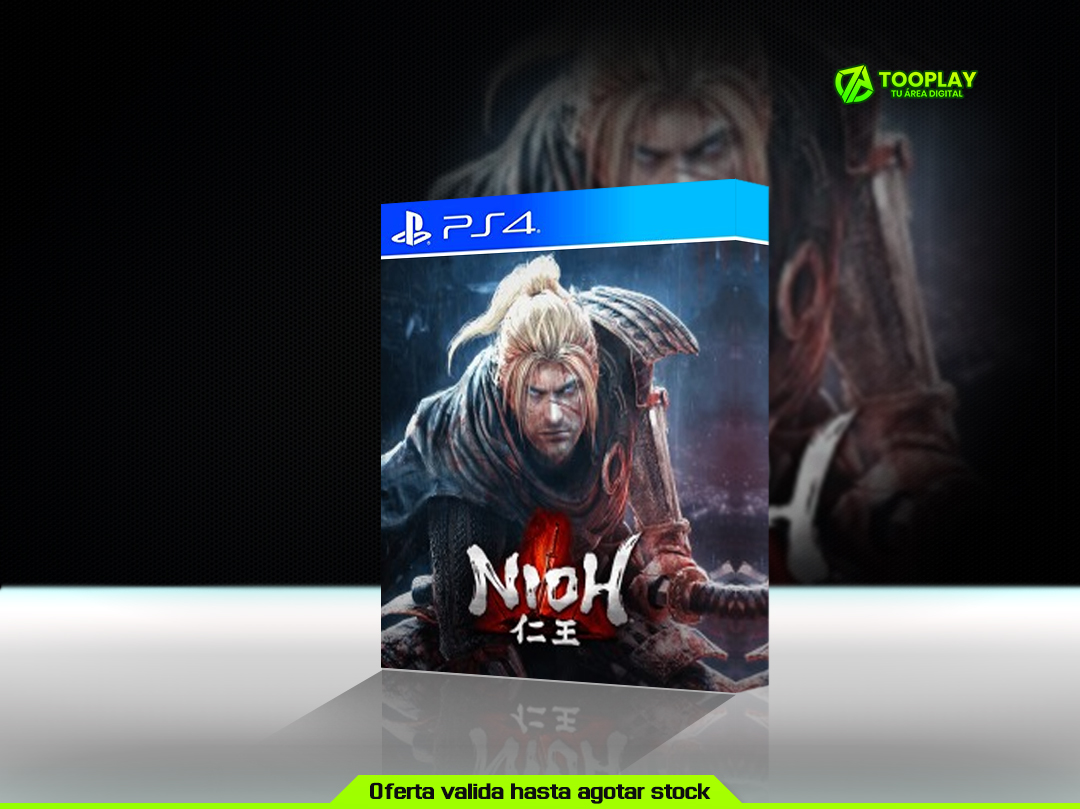 TOOPLAY
TU ÁREA DIGITAL
PS4
NIOH
仁王
Oferta valida hasta agotar stock